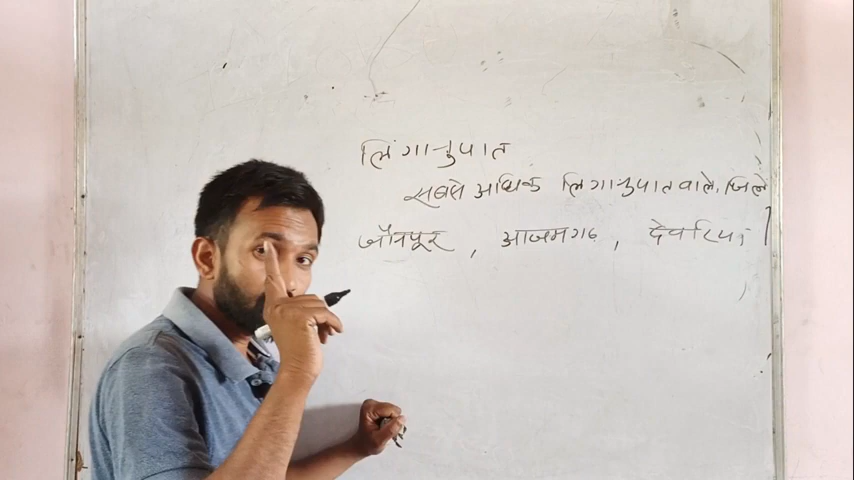 लिंगानुपात
सबसे अधिक लिगानुपात वाले जिले
जौनपुर, आजमगढ, देवरिया